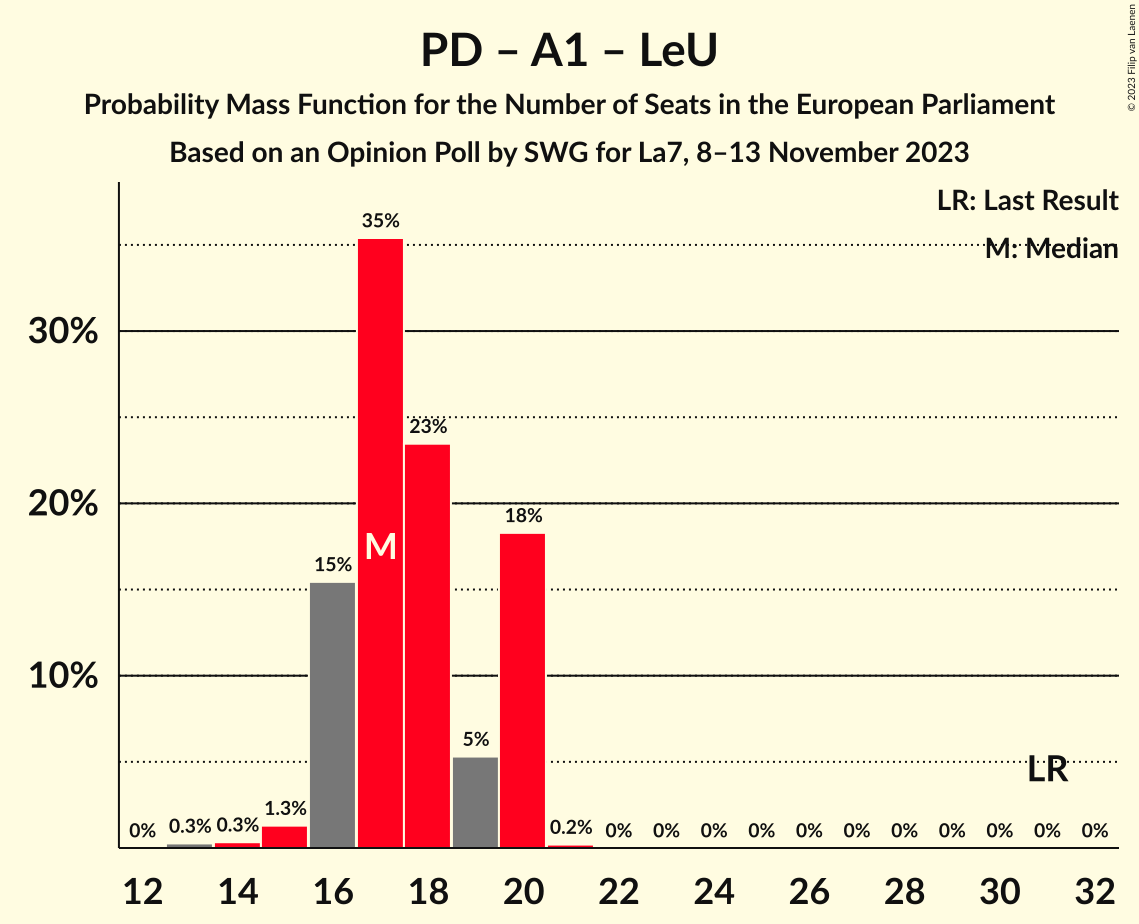 PD – A1 – LeU
Probability Mass Function for the Number of Seats in the European Parliament
Based on an Opinion Poll by SWG for La7, 8–13 November 2023
© 2023 Filip van Laenen
LR: Last Result
M: Median
35%
30%
23%
20%
18%
15%
M
10%
5%
LR
1.3%
0% 0.3% 0.3% 0.2% 0% 0% 0% 0% 0% 0% 0% 0% 0% 0% 0%
12 14 16 18 20 22 24 26 28 30 32